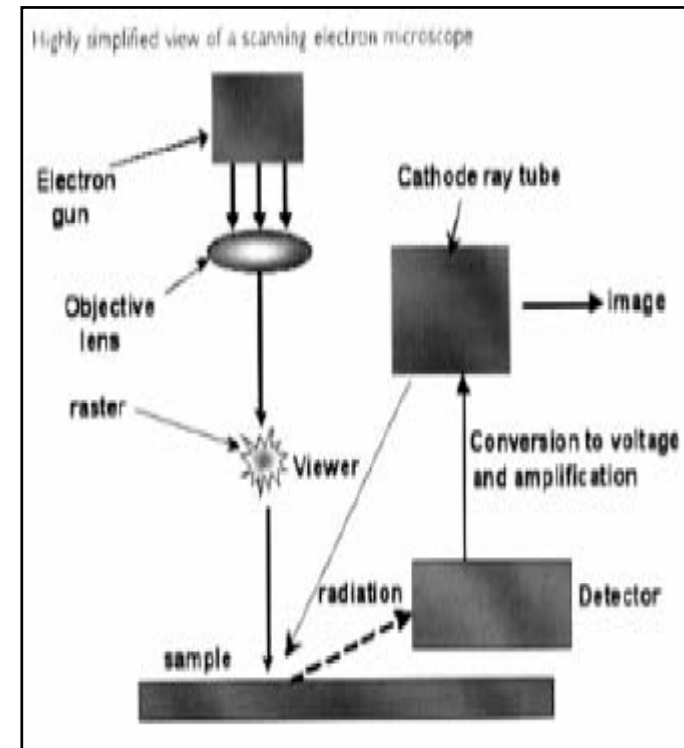 Highly simplified view of a scanning electron microscope
Electron
gun
Cathode ray tube
Objective
lens
image
raster
Viewer
Conversion to voltage
and amplification
radiation
Detector
sample